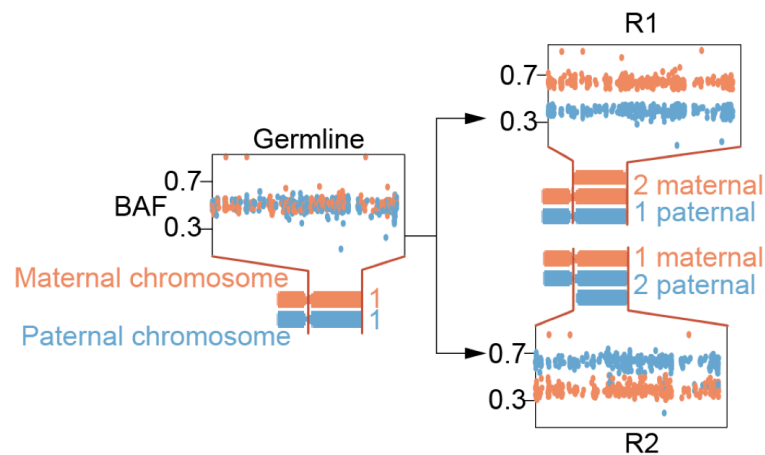 R1
0.7
0.3
Germline
0.7
BAF
0.3
2 maternal
1 paternal
Maternal chromosome 1
Paternal chromosome 1
1 maternal
2 paternal
0.7
0.3
R2